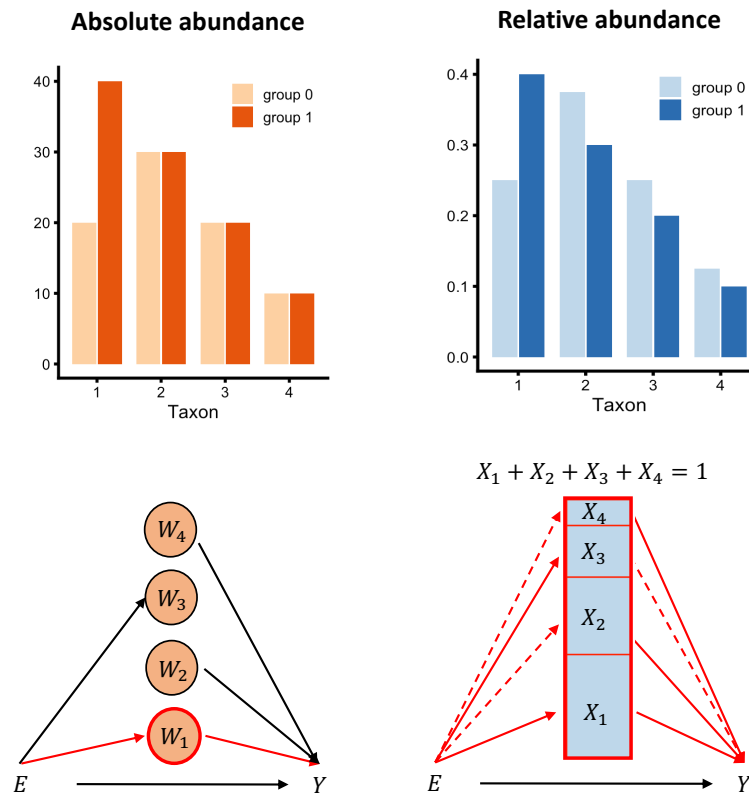 Absolute abundance
40
30
20
10
0
group 0
group 1
1 2 3 4
Taxon
Relative abundance
0.4
0.3
0.2
0.1
0.0
group 0
group 1
1 2 3 4
Taxon
W₄
W₃
W₂
W₁
E
Y
X₁ + X₂ + X₃ + X₄ = 1
X₄
X₃
X₂
X₁
E
Y